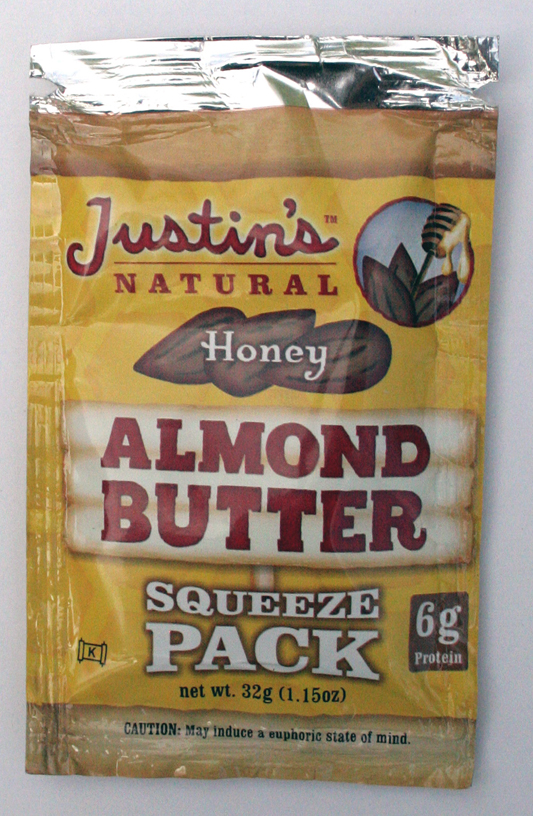 Justin's™
NATURAL
Honey
ALMOND
BUTTER
SQUEEZE
PACK
6g
Protein
K
net wt. 32g (1.15oz)
CAUTION: May induce a euphoric state of mind.